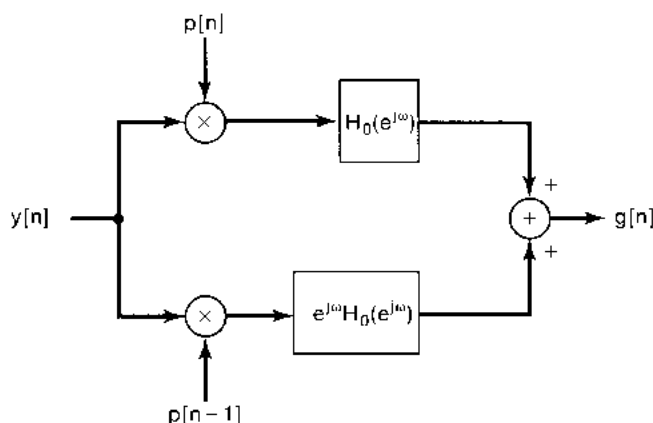 p[n]
×
H₀(e^{jω})
+
y[n]
+
g[n]
+
×
e^{jω}H₀(e^{jω})
p[n−1]